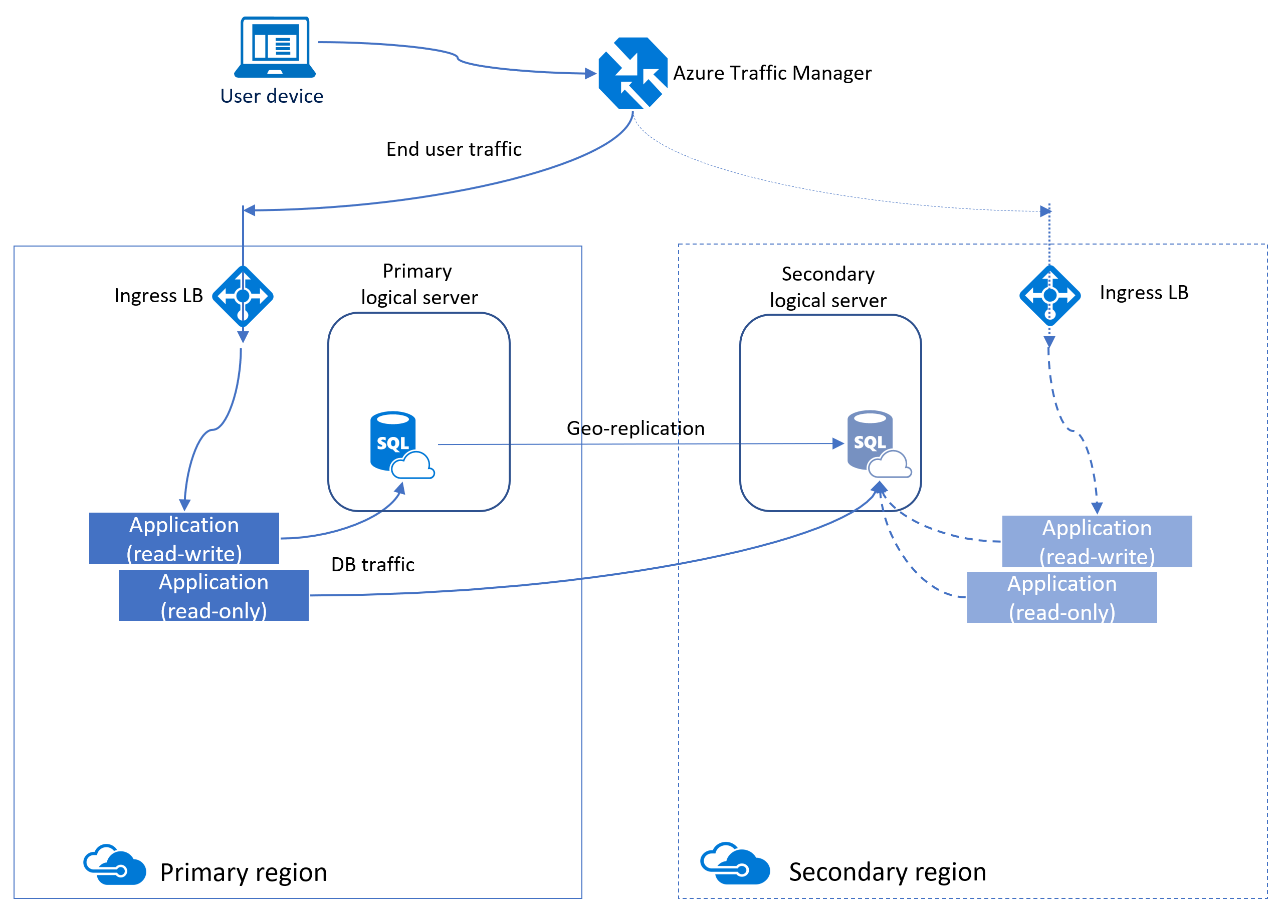 User device
Azure Traffic Manager
End user traffic
Ingress LB
Primary
logical server
Secondary
logical server
Ingress LB
SQL
Geo-replication
SQL
Application
(read-write)
Application
(read-only)
DB traffic
Application
(read-write)
Application
(read-only)
Primary region
Secondary region